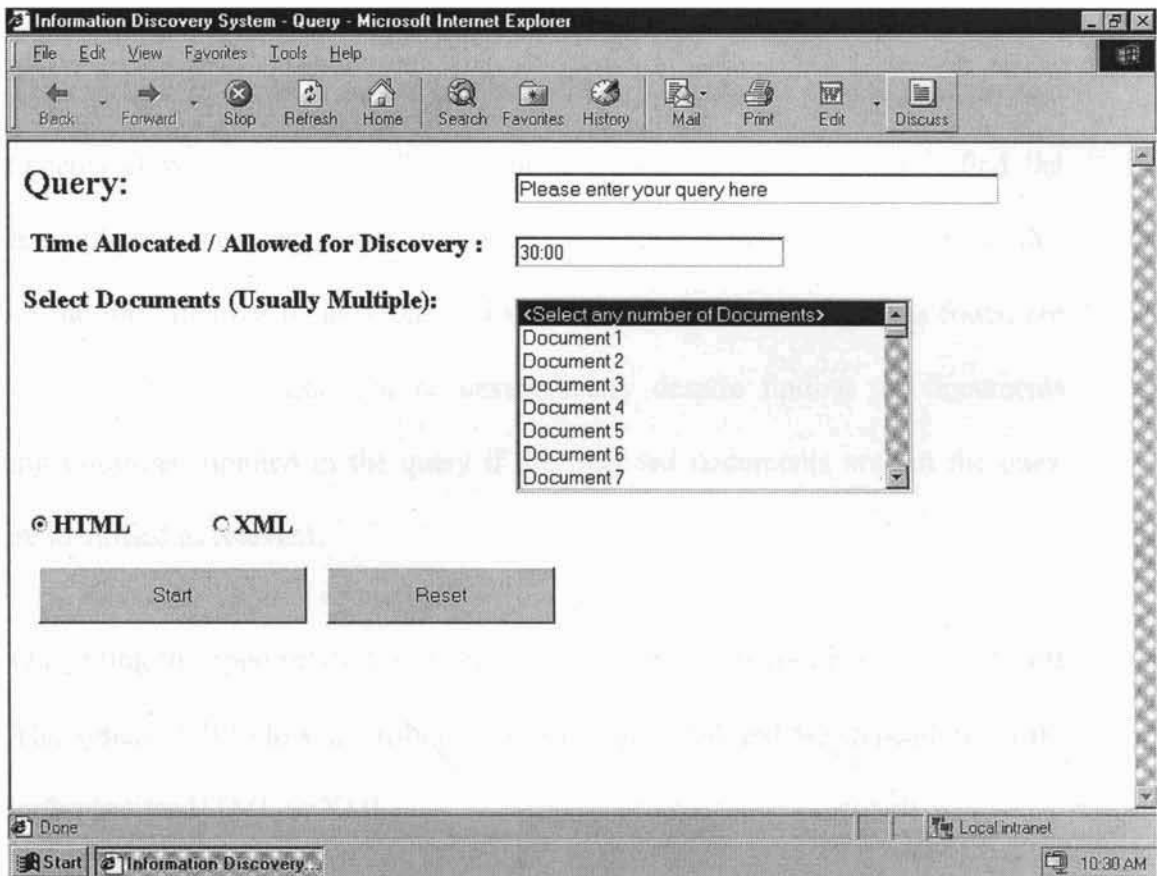 Information Discovery System - Query - Microsoft Internet Explorer
File Edit View Favorites Tools Help
Back Forward Stop Refresh Home Search Favorites History Mail Print Edit Discuss
Query: Please enter your query here
Time Allocated / Allowed for Discovery : 30:00
Select Documents (Usually Multiple):
<Select any number of Documents>
Document 1
Document 2
Document 3
Document 4
Document 5
Document 6
Document 7
HTML XML
Start Reset
Done Local intranet
Start Information Discovery... 10:30 AM